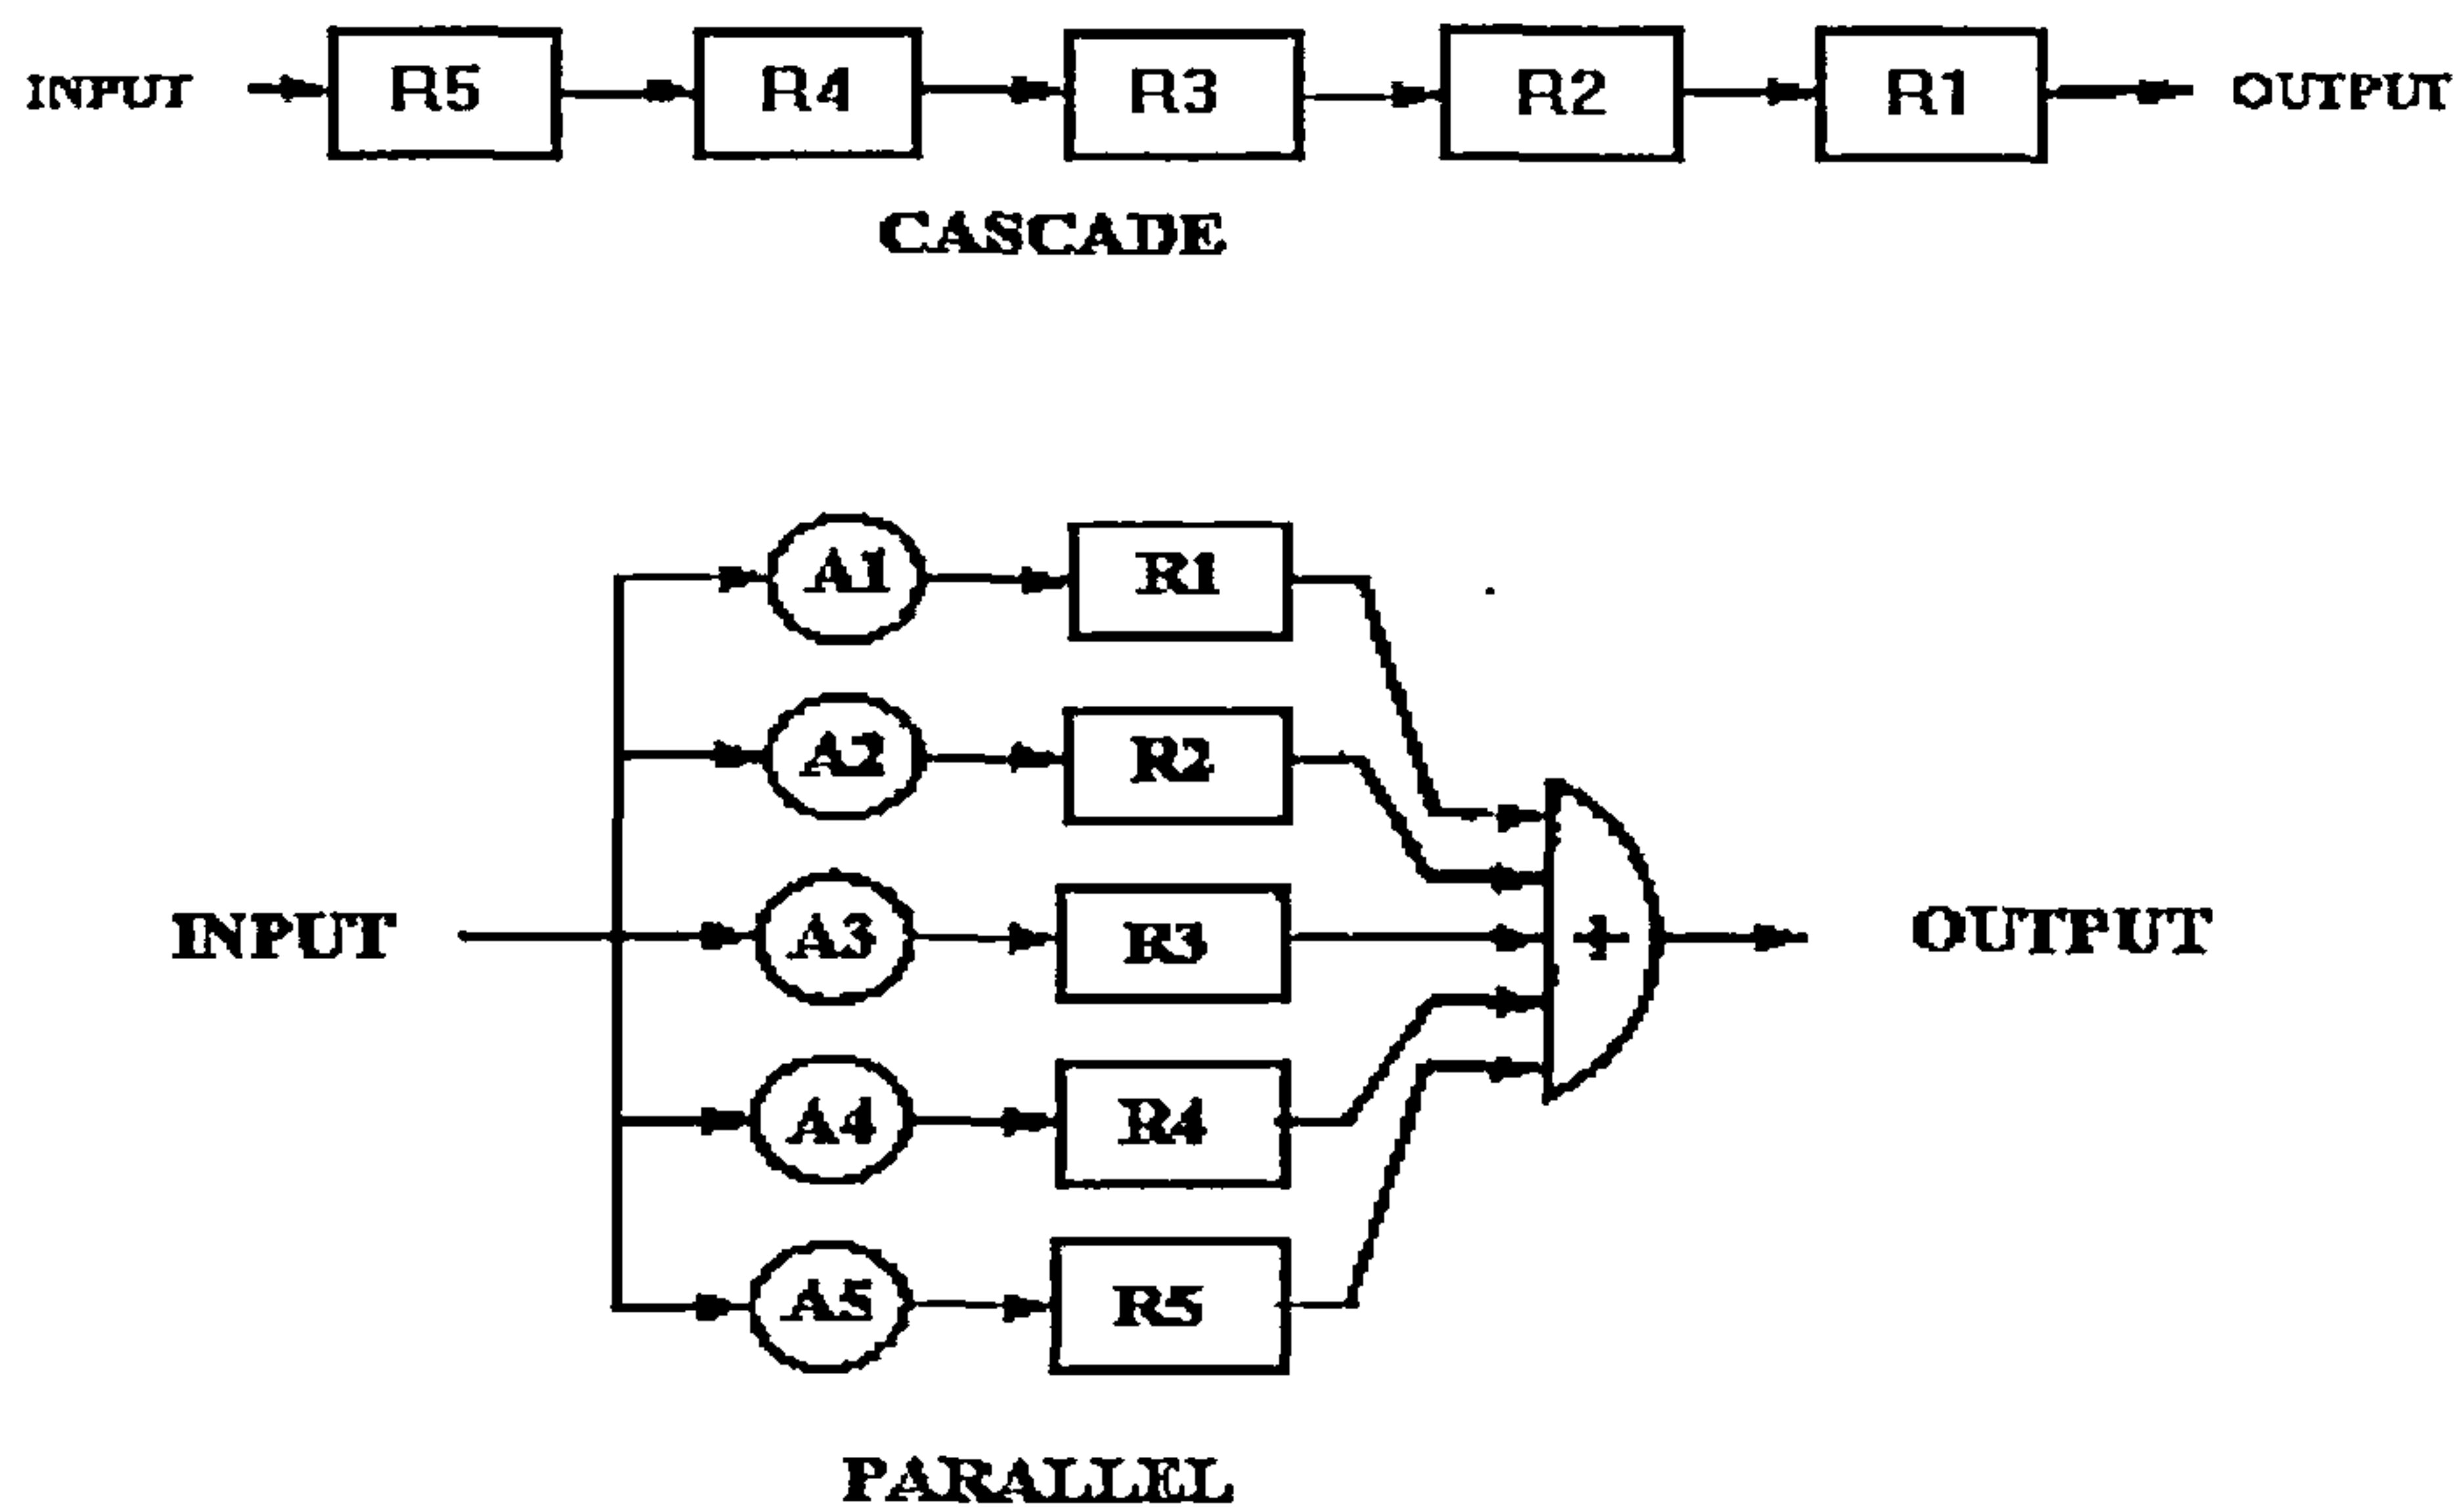 INPUT R5 R4 R3 R2 R1 OUTPUT
CASCADE
A1 R1
A2 R2
INPUT A3 R3 + OUTPUT
A4 R4
A5 R5
PARALLEL